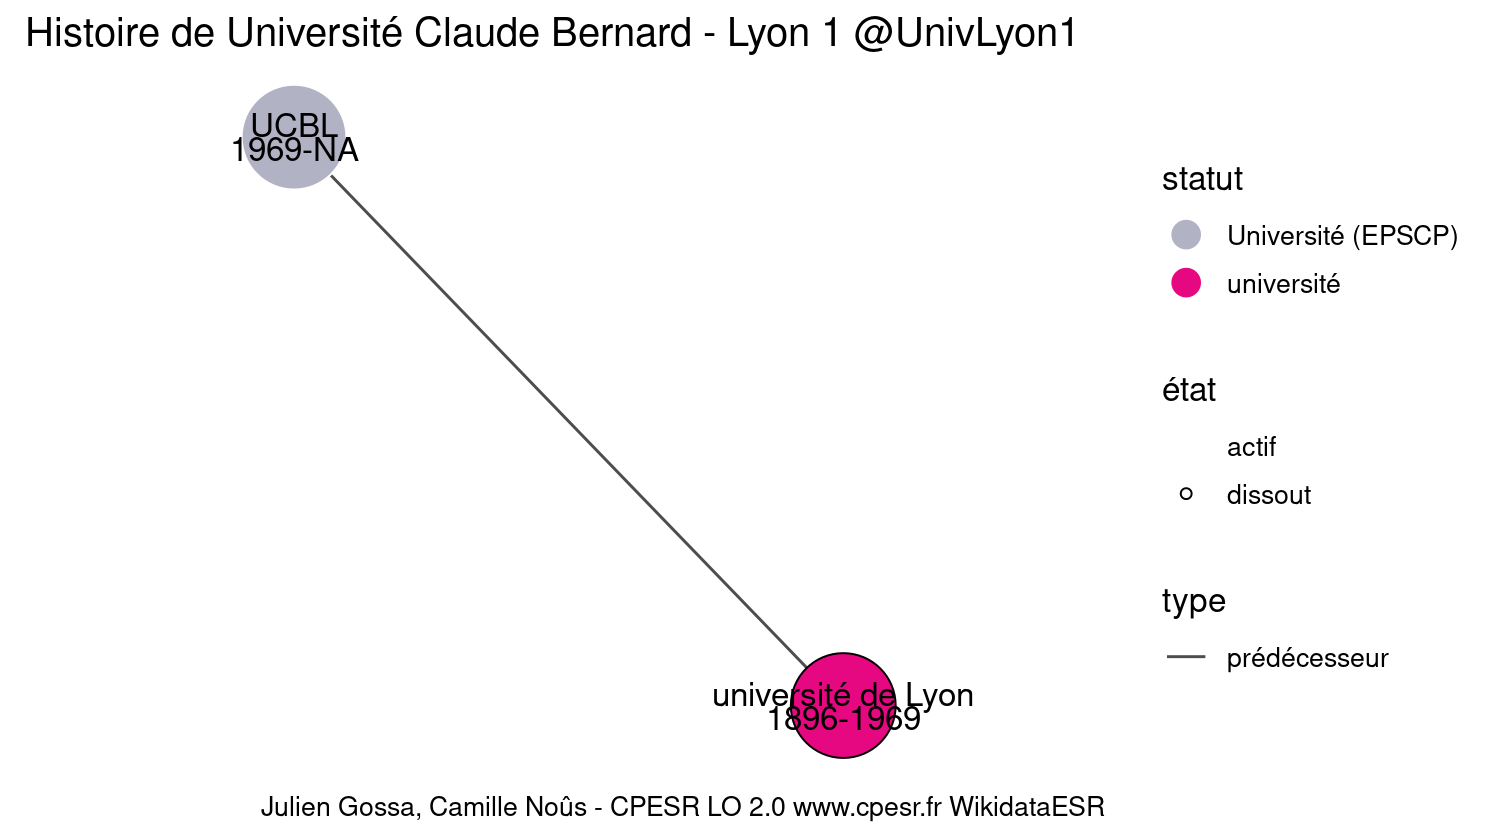 Histoire de Université Claude Bernard - Lyon 1 @UnivLyon1
UCBL
1969-NA
université de Lyon
1896-1969
statut
Université (EPSCP)
université
état
actif
dissout
type
prédécesseur
Julien Gossa, Camille Noûs - CPESR LO 2.0 www.cpesr.fr WikidataESR